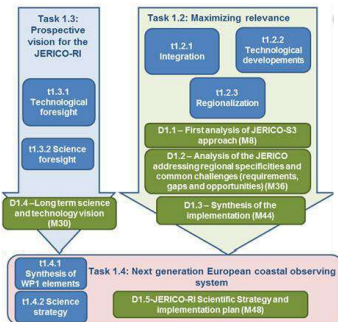 Task 1.3:
Prospective
vision for the
JERICO-RI
t1.3.1
Technological
foresight
t1.3.2 Science
foresight
D1.4 –Long term science
and technology vision
(M30)
Task 1.2: Maximizing relevance
t1.2.1
Integration
t1.2.2
Technological
developements
t1.2.3
Regionalization
D1.1 – First analysis of JERICO-S3
approach (M8)
D1.2 – Analysis of the JERICO
addressing regional specificities and
common challenges (requirements,
gaps and opportunities) (M36)
D1.3 – Synthesis of the
implementation (M44)
t1.4.1
Synthesis of
WP1 elements
t1.4.2 Science
strategy
Task 1.4: Next generation European coastal observing
system
D1.5-JERICO-RI Scientific Strategy and
implementation plan (M48)